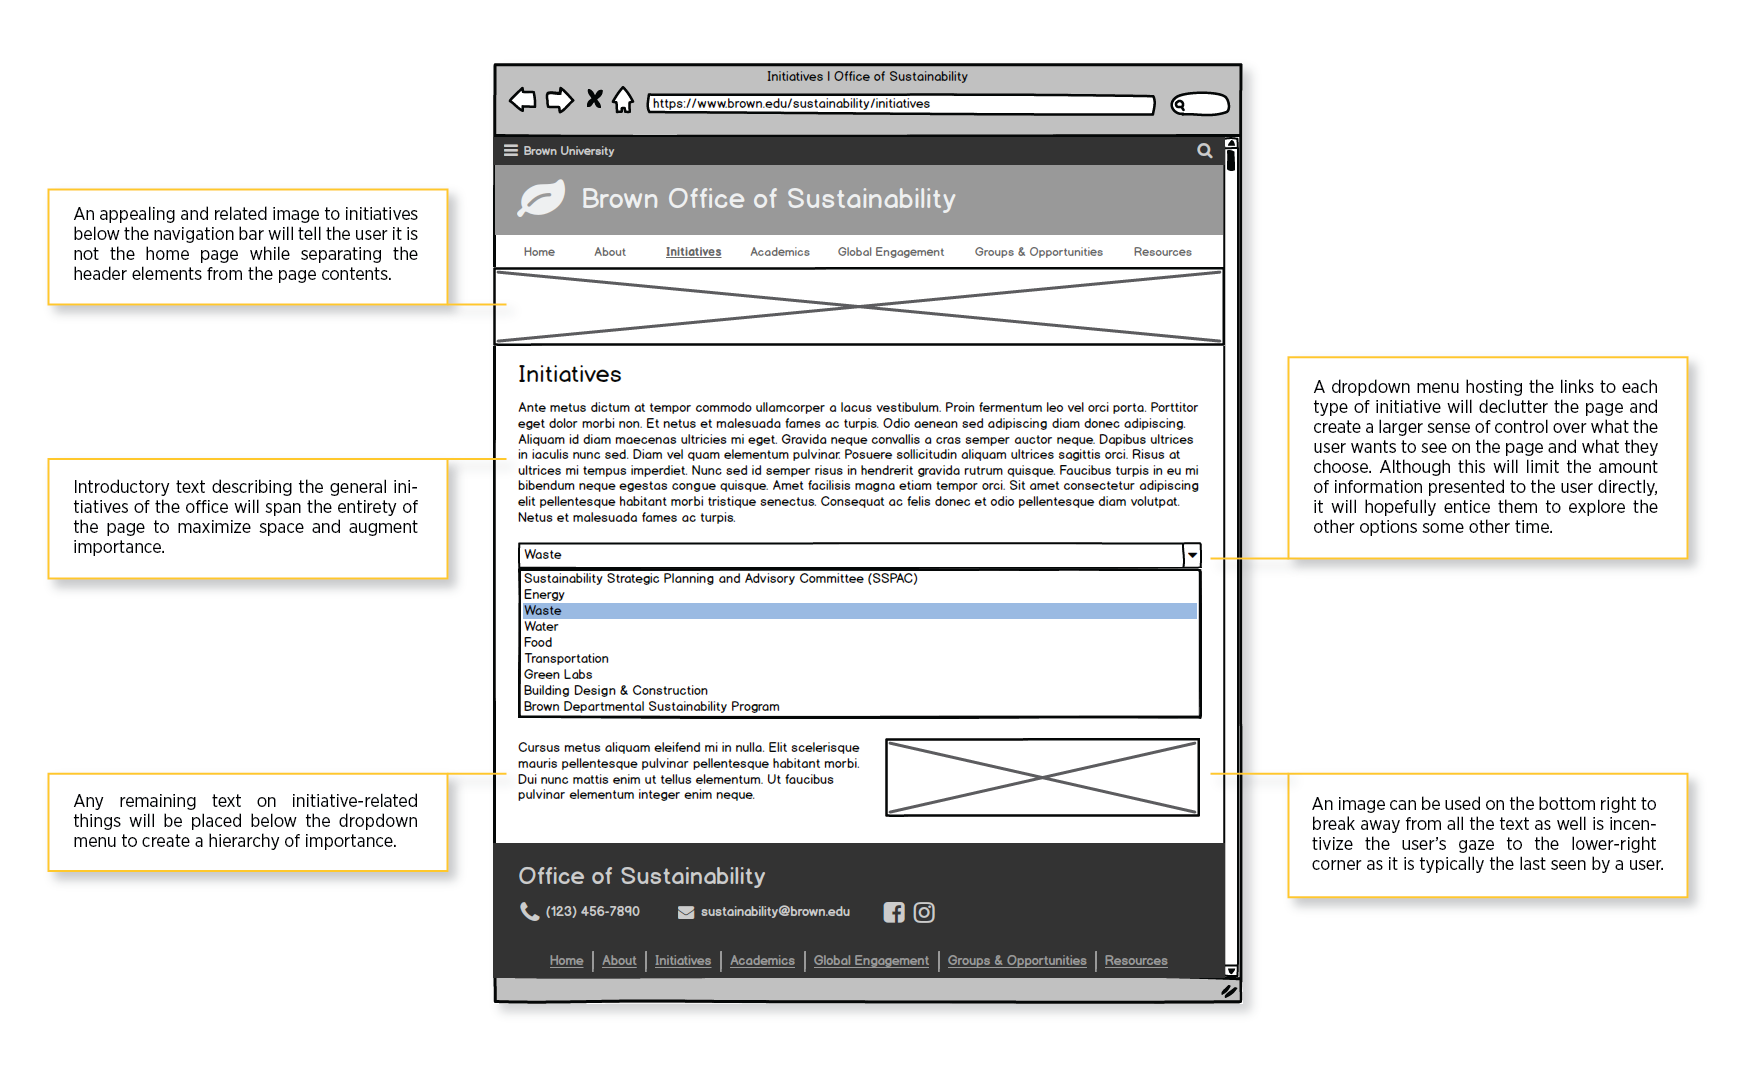 Initiatives | Office of Sustainability
https://www.brown.edu/sustainability/initiatives
Brown University
Brown Office of Sustainability
Home About Initiatives Academics Global Engagement Groups & Opportunities Resources
An appealing and related image to initiatives
below the navigation bar will tell the user it is
not the home page while separating the
header elements from the page contents.
Initiatives
Ante metus dictum at tempor commodo ullamcorper a lacus vestibulum. Proin fermentum leo vel orci porta. Porttitor
eget dolor morbi non. Et netus et malesuada fames ac turpis. Odio aenean sed adipiscing diam donec adipiscing.
Aliquam id diam maecenas ultricies mi eget. Gravida neque convallis a cras semper auctor neque. Dapibus ultrices
in iaculis nunc sed. Diam vel quam elementum pulvinar. Posuere sollicitudin aliquam ultrices sagittis orci. Risus at
ultrices mi tempus imperdiet. Nunc sed id semper risus in hendrerit gravida rutrum quisque. Faucibus turpis in eu mi
bibendum neque egestas congue quisque. Amet facilisis magna etiam tempor orci. Sit amet consectetur adipiscing
elit pellentesque habitant morbi tristique senectus. Consequat ac felis donec et odio pellentesque diam volutpat.
Netus et malesuada fames ac turpis.
Introductory text describing the general ini-
tiatives of the office will span the entirety of
the page to maximize space and augment
importance.
A dropdown menu hosting the links to each
type of initiative will declutter the page and
create a larger sense of control over what the
user wants to see on the page and what they
choose. Although this will limit the amount
of information presented to the user directly,
it will hopefully entice them to explore the
other options some other time.
Waste
Sustainability Strategic Planning and Advisory Committee (SSPAC)
Energy
Waste
Water
Food
Transportation
Green Labs
Building Design & Construction
Brown Departmental Sustainability Program
Cursus metus aliquam eleifend mi in nulla. Elit scelerisque
mauris pellentesque pulvinar pellentesque habitant morbi.
Dui nunc mattis enim ut tellus elementum. Ut faucibus
pulvinar elementum integer enim neque.
Any remaining text on initiative-related
things will be placed below the dropdown
menu to create a hierarchy of importance.
An image can be used on the bottom right to
break away from all the text as well is incen-
tivize the user's gaze to the lower-right
corner as it is typically the last seen by a user.
Office of Sustainability
(123) 456-7890 sustainability@brown.edu
Home | About | Initiatives | Academics | Global Engagement | Groups & Opportunities | Resources